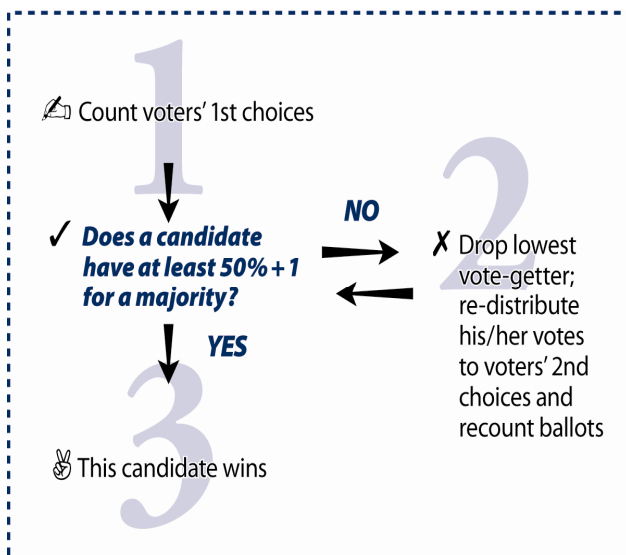 1
✍ Count voters' 1st choices
✓ Does a candidate
have at least 50% + 1
for a majority?
NO
2
✗ Drop lowest
vote-getter;
re-distribute
his/her votes
to voters' 2nd
choices and
recount ballots
YES
3
✌ This candidate wins